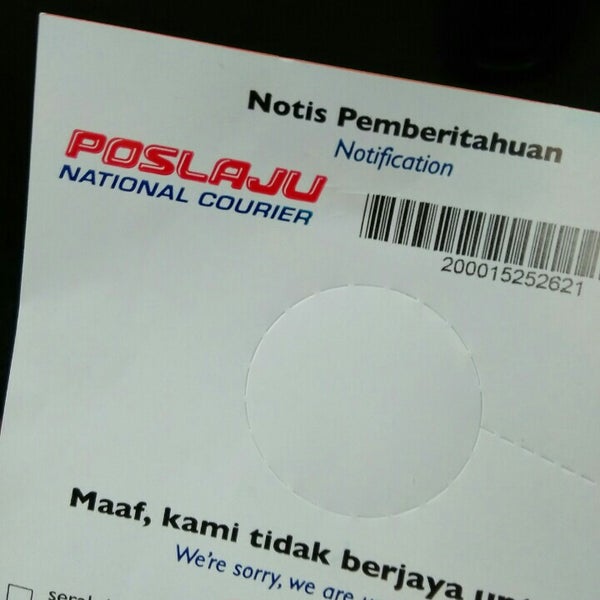 Notis Pemberitahuan
Notification
POSLAJU
NATIONAL COURIER
200015252621
Maaf, kami tidak berjaya
We're sorry, we are